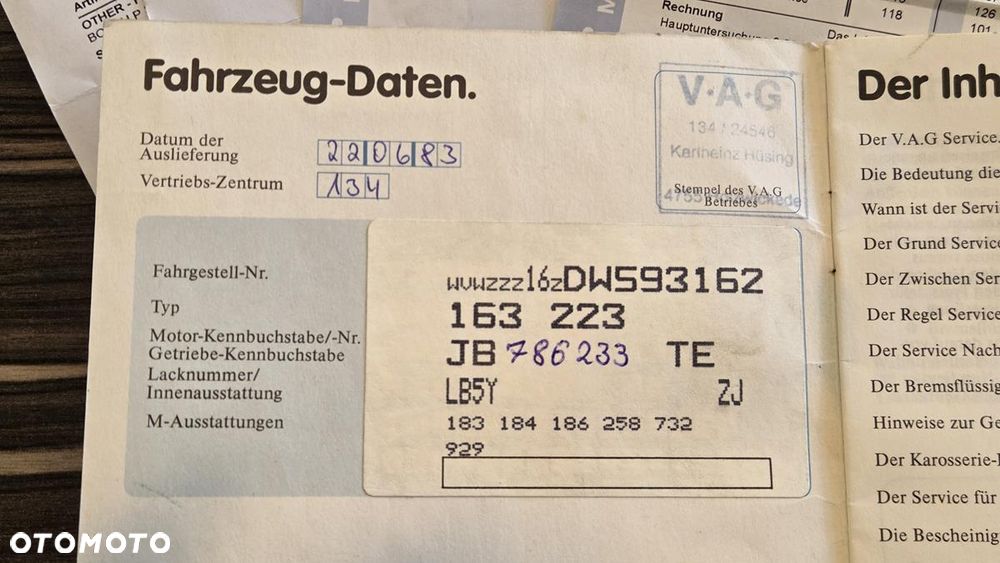 OTHER -
Rechnung
Hauptuntersuchung
118
126
101
Fahrzeug-Daten.
Datum der
Auslieferung
220683
Vertriebs-Zentrum
134
V·A·G
134 / 24546
Karlheinz Hüsing
Stempel des V.A.G
Betriebes
Fahrgestell-Nr.
WVWZZZ16ZDW593162
Typ
163 223
Motor-Kennbuchstabe/-Nr.
Getriebe-Kennbuchstabe
JB 786233 TE
Lacknummer/
Innenausstattung
LB5Y ZJ
M-Ausstattungen
183 184 186 258 732
929
Der Inh
Der V.A.G Service.
Die Bedeutung die
Wann ist der Servi
Der Grund Service
Der Zwischen Ser
Der Regel Service
Der Service Nach
Der Bremsflüssig
Hinweise zur Ge
Der Karosserie-
Der Service für
Die Bescheinig
OTOMOTO